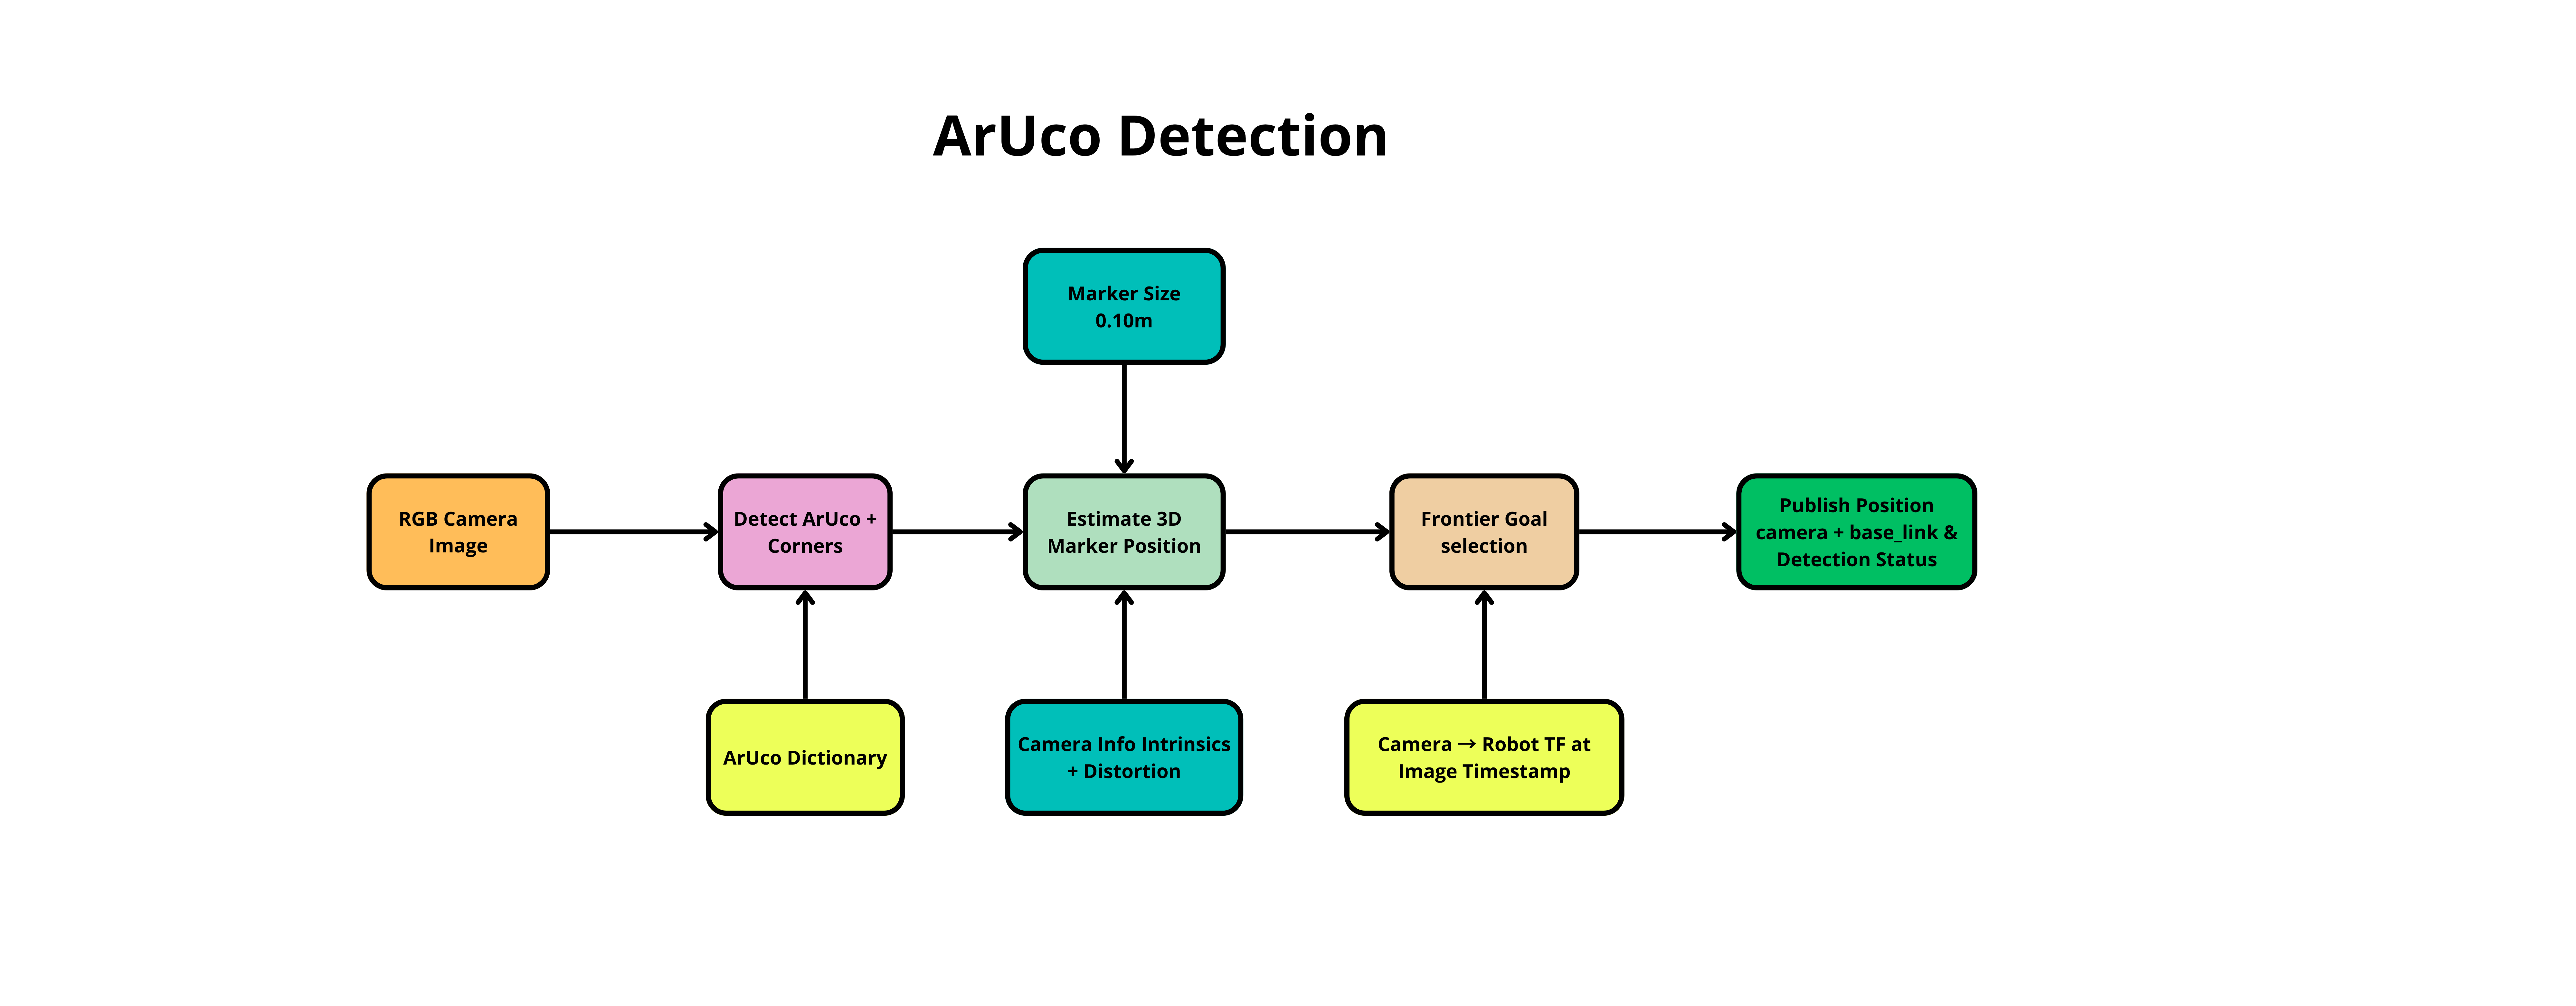 ArUco Detection
Marker Size
0.10m
RGB Camera
Image
Detect ArUco +
Corners
Estimate 3D
Marker Position
Frontier Goal
selection
Publish Position
camera + base_link &
Detection Status
ArUco Dictionary
Camera Info Intrinsics
+ Distortion
Camera → Robot TF at
Image Timestamp